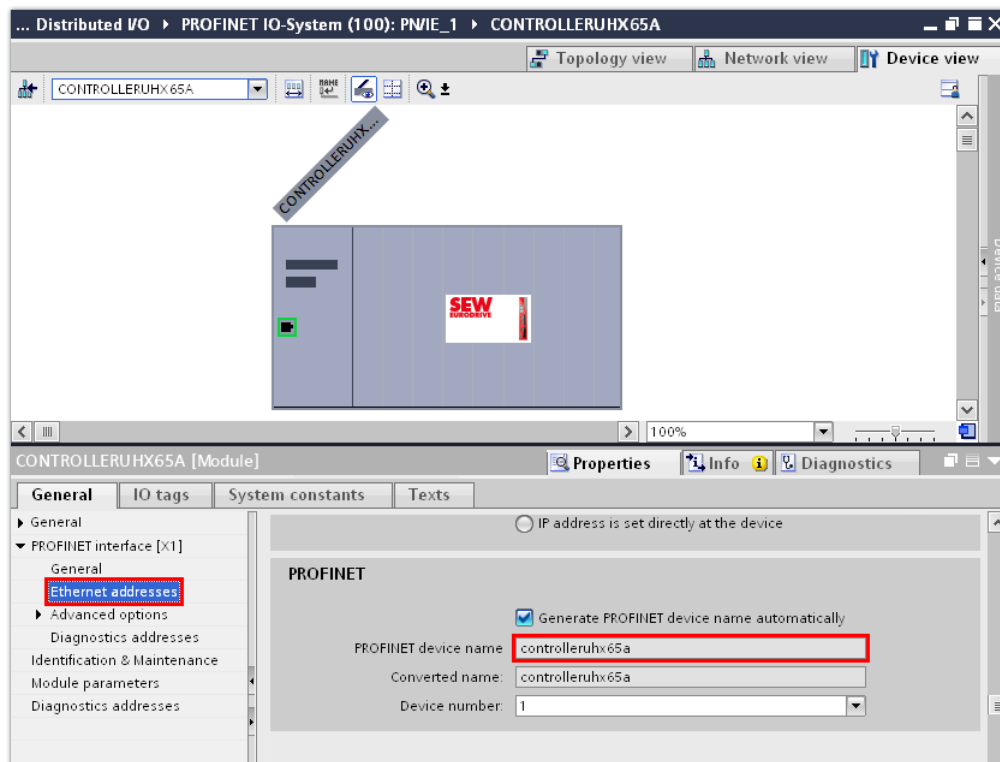 ... Distributed I/O ▸ PROFINET IO-System (100): PN/IE_1 ▸ CONTROLLERUHX65A
Topology view Network view Device view
CONTROLLERUHX65A
CONTROLLERUHX...
SEW
EURODRIVE
Device data
100%
CONTROLLERUHX65A [Module]
Properties Info Diagnostics
General IO tags System constants Texts
General
PROFINET interface [X1]
General
Ethernet addresses
Advanced options
Diagnostics addresses
Identification & Maintenance
Module parameters
Diagnostics addresses
IP address is set directly at the device
PROFINET
Generate PROFINET device name automatically
PROFINET device name controlleruhx65a
Converted name: controlleruhx65a
Device number: 1